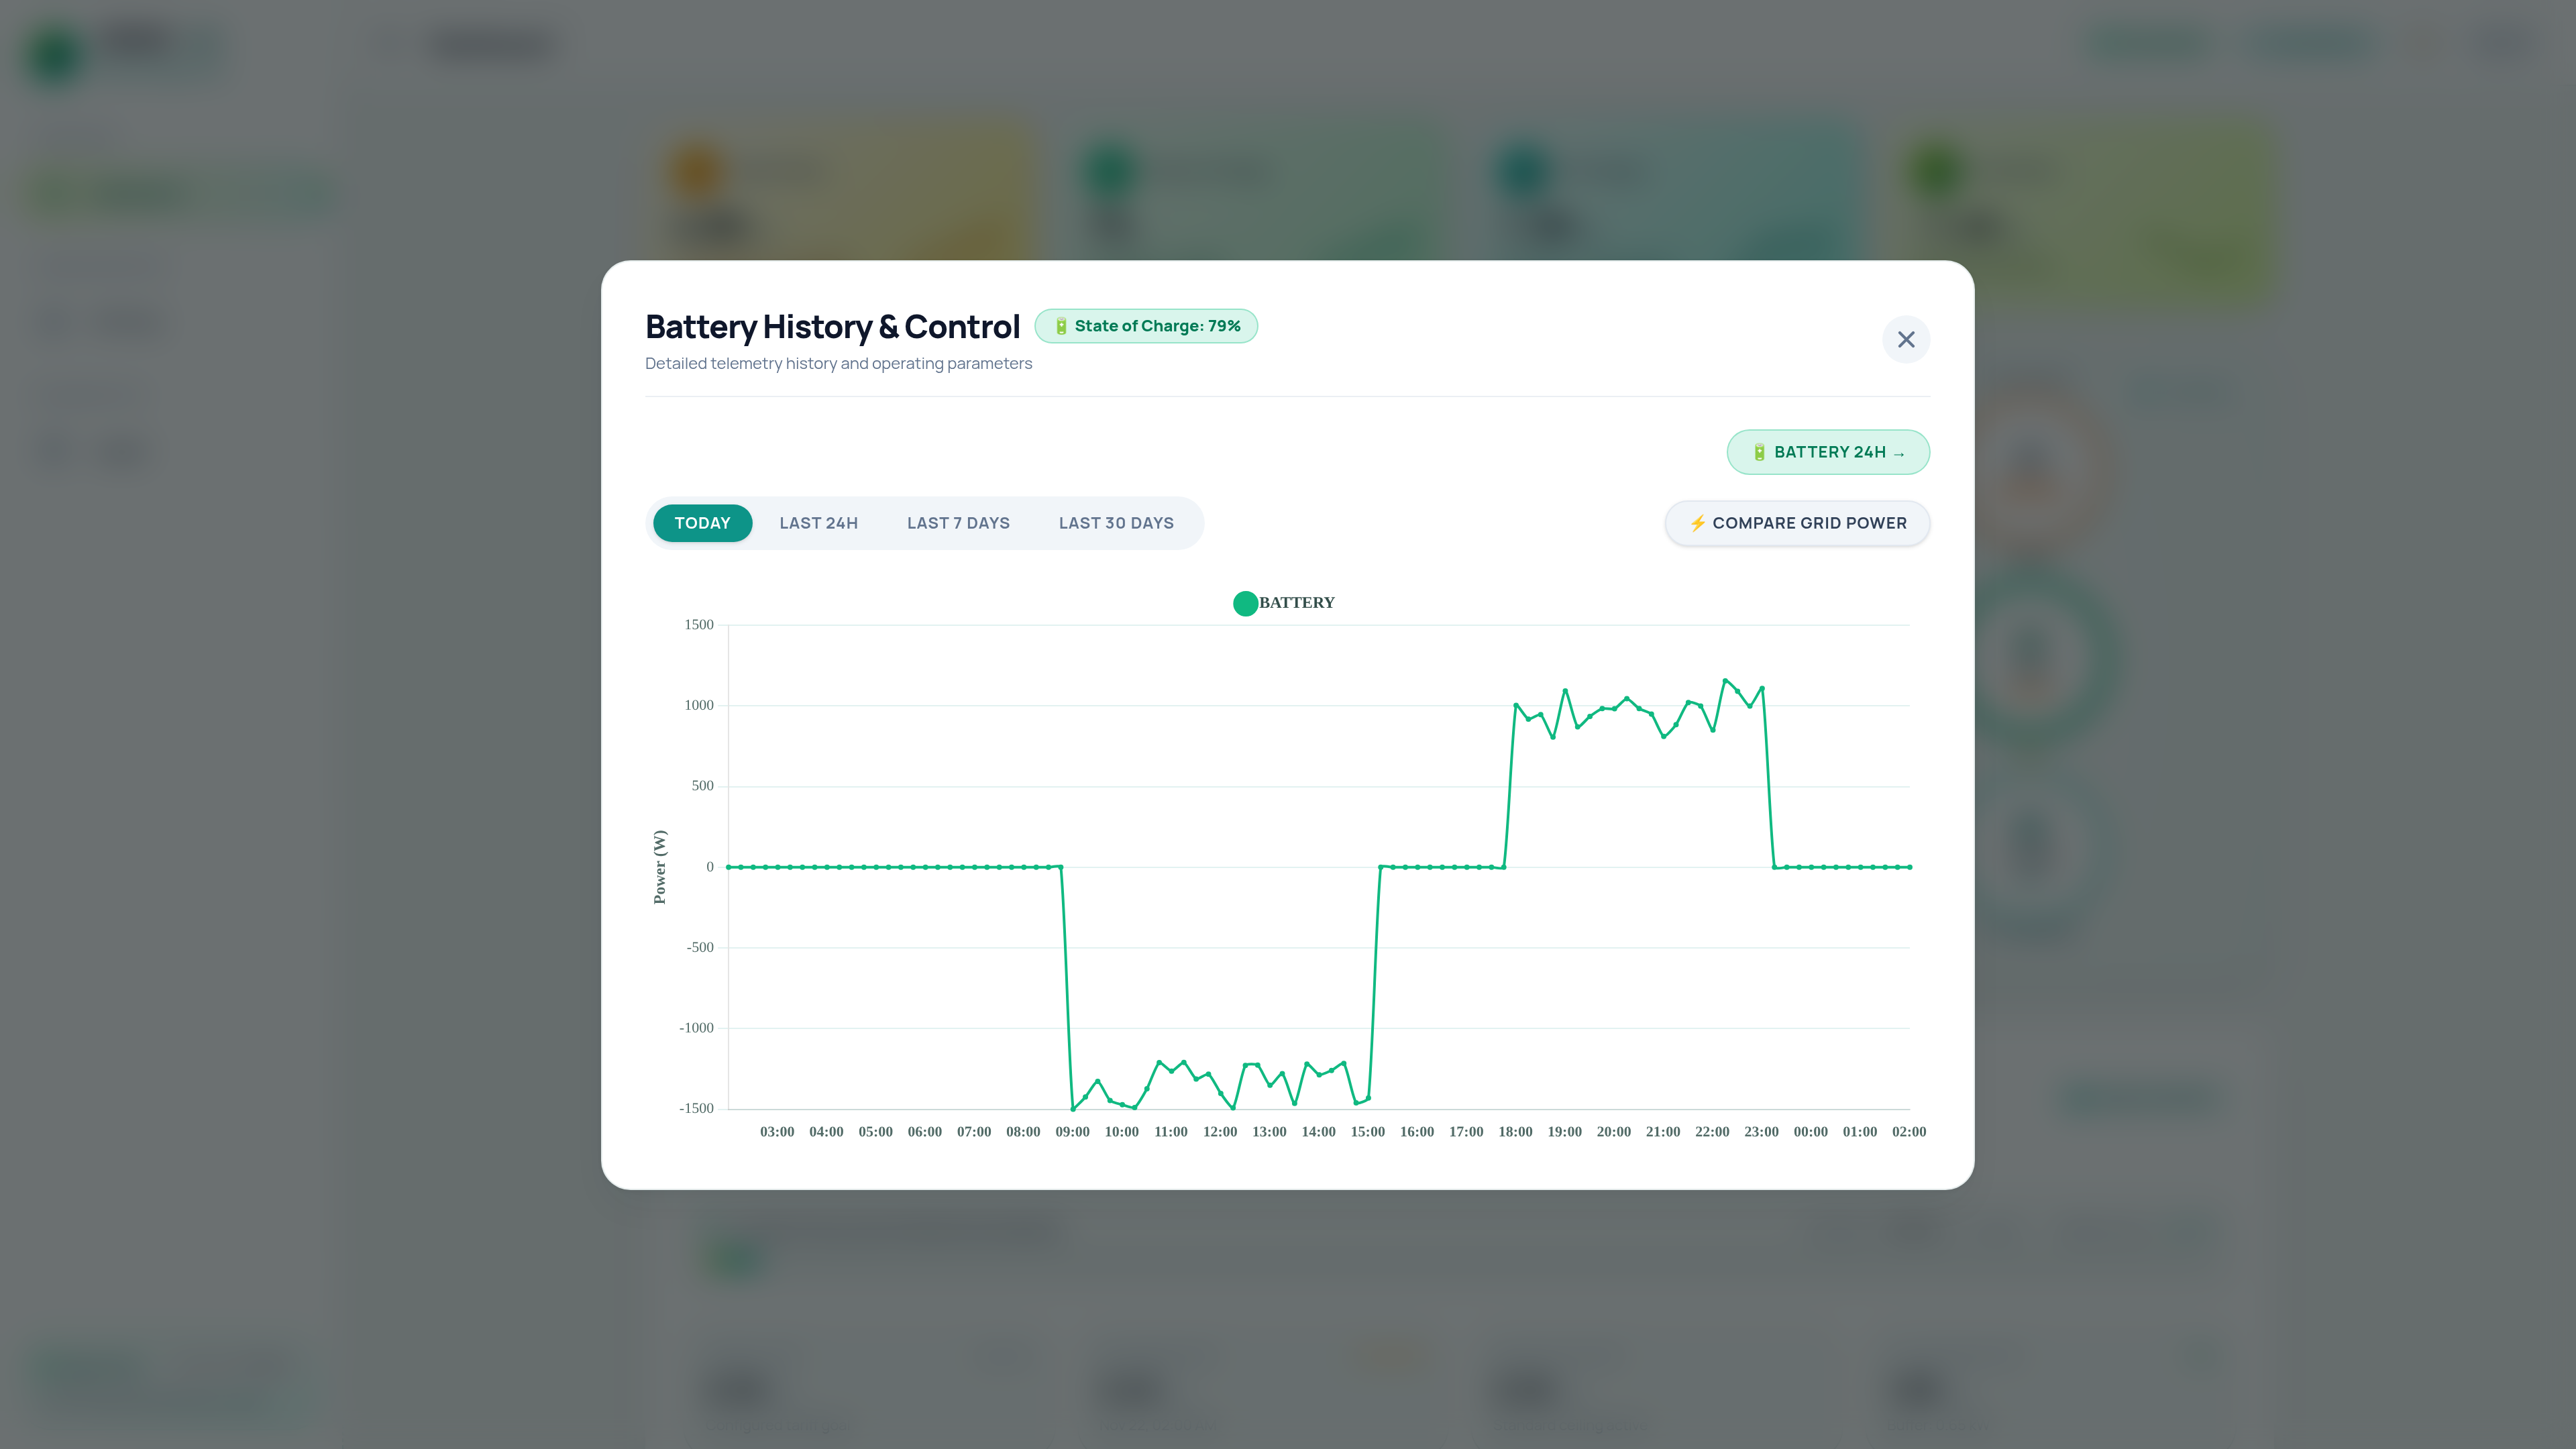 Battery History & Control
🔋 State of Charge: 79%
Detailed telemetry history and operating parameters
🔋 BATTERY 24H →
TODAY LAST 24H LAST 7 DAYS LAST 30 DAYS
⚡ COMPARE GRID POWER
BATTERY
Power (W)
1500
1000
500
0
-500
-1000
-1500
03:00 04:00 05:00 06:00 07:00 08:00 09:00 10:00 11:00 12:00 13:00 14:00 15:00 16:00 17:00 18:00 19:00 20:00 21:00 22:00 23:00 00:00 01:00 02:00